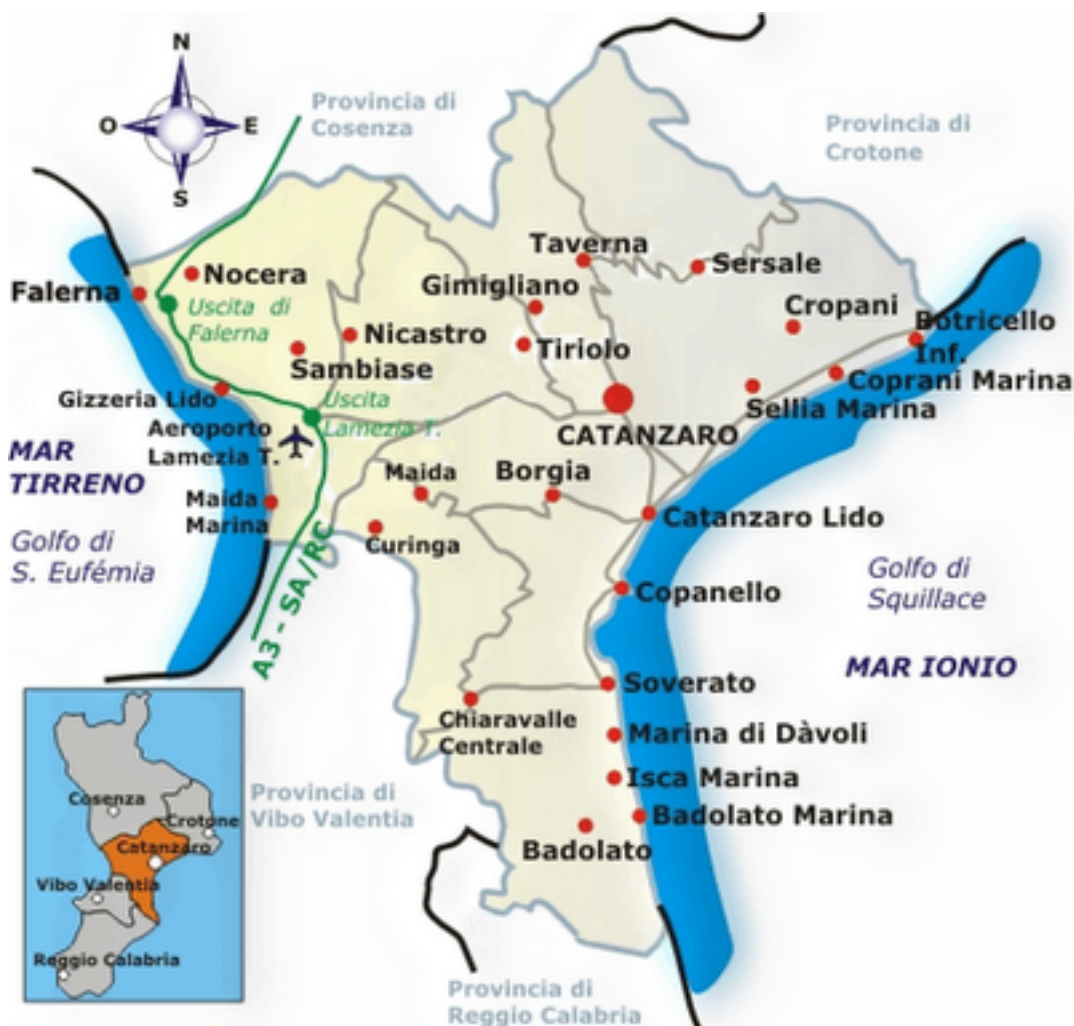 N
O
E
S
Provincia di
Cosenza
Provincia di
Crotone
Taverna
Sersale
Nocera
Falerna
Uscita di
Falerna
Gimigliano
Cropani
Nicastro
Tiriolo
Sambiase
Botricello
Inf.
Coprani Marina
Sellia Marina
Gizzeria Lido
Uscita
Lamezia T.
Aeroporto
Lamezia T.
CATANZARO
MAR
TIRRENO
Maida
Borgia
Maida
Marina
Catanzaro Lido
Curinga
Golfo di
S. Eufémia
Golfo di
Squillace
Copanello
A3 - SA/RC
MAR IONIO
Soverato
Chiaravalle
Centrale
Marina di Dàvoli
Isca Marina
Badolato Marina
Badolato
Provincia di
Vibo Valentia
Cosenza
Crotone
Catanzaro
Vibo Valentia
Reggio Calabria
Provincia di
Reggio Calabria